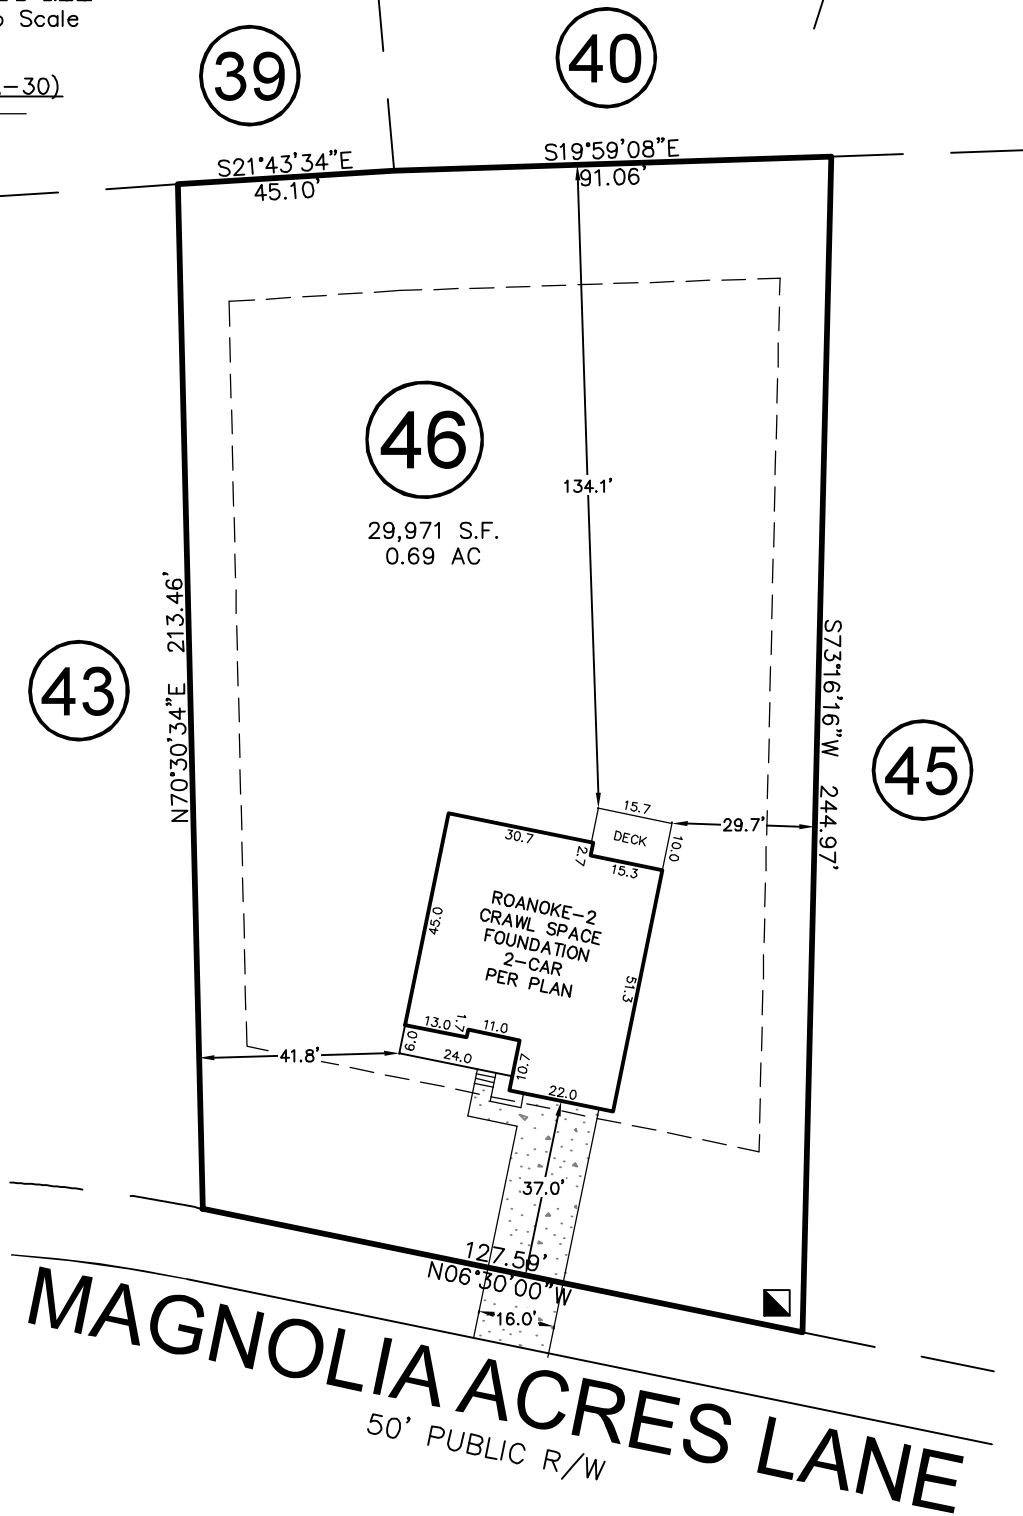 Scale
-30)
39
40
S21°43'34"E
45.10'
S19°59'08"E
91.06'
46
29,971 S.F.
0.69 AC
134.1'
N70°30'34"E 213.46'
S73°16'16"W 244.97'
43
45
15.7
DECK
10.0
29.7'
30.7
2.7
15.3
45.0
ROANOKE-2
CRAWL SPACE
FOUNDATION
2-CAR
PER PLAN
51.3
13.0
1.7
11.0
6.0
24.0
10.7
22.0
41.8'
37.0'
127.59'
N06°30'00"W
16.0'
MAGNOLIA ACRES LANE
50' PUBLIC R/W